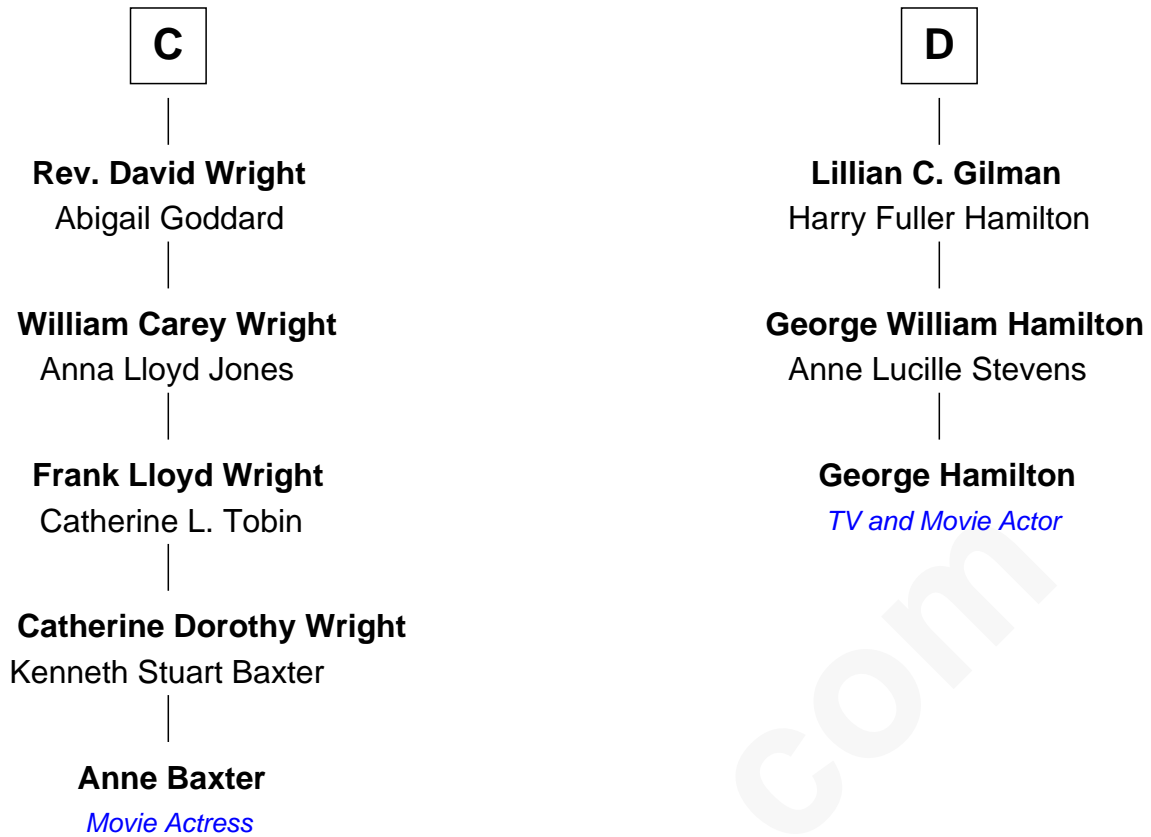 C
Rev. David Wright
Abigail Goddard
William Carey Wright
Anna Lloyd Jones
Frank Lloyd Wright
Catherine L. Tobin
Catherine Dorothy Wright
Kenneth Stuart Baxter
Anne Baxter
Movie Actress
D
Lillian C. Gilman
Harry Fuller Hamilton
George William Hamilton
Anne Lucille Stevens
George Hamilton
TV and Movie Actor
com